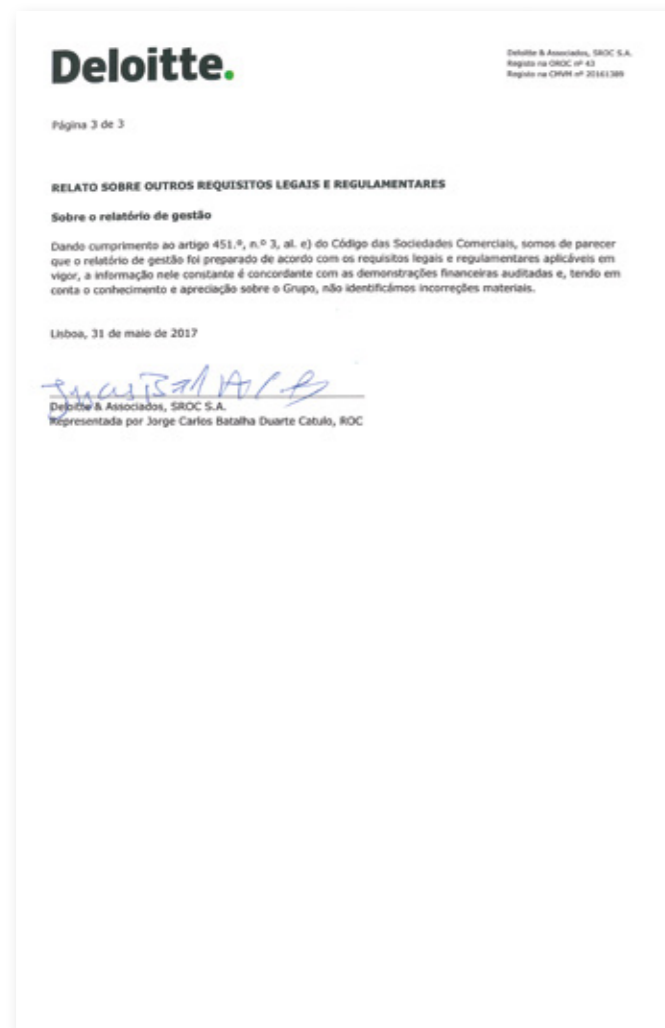 Deloitte.
Deloitte & Associados, SROC S.A.
Registo na OROC nº 43
Registo na CMVM nº 20161389
Página 3 de 3
RELATO SOBRE OUTROS REQUISITOS LEGAIS E REGULAMENTARES
Sobre o relatório de gestão
Dando cumprimento ao artigo 451.º, n.º 3, al. e) do Código das Sociedades Comerciais, somos de parecer
que o relatório de gestão foi preparado de acordo com os requisitos legais e regulamentares aplicáveis em
vigor, a informação nele constante é concordante com as demonstrações financeiras auditadas e, tendo em
conta o conhecimento e apreciação sobre o Grupo, não identificámos incorreções materiais.
Lisboa, 31 de maio de 2017
Deloitte & Associados, SROC S.A.
Representada por Jorge Carlos Batalha Duarte Catulo, ROC